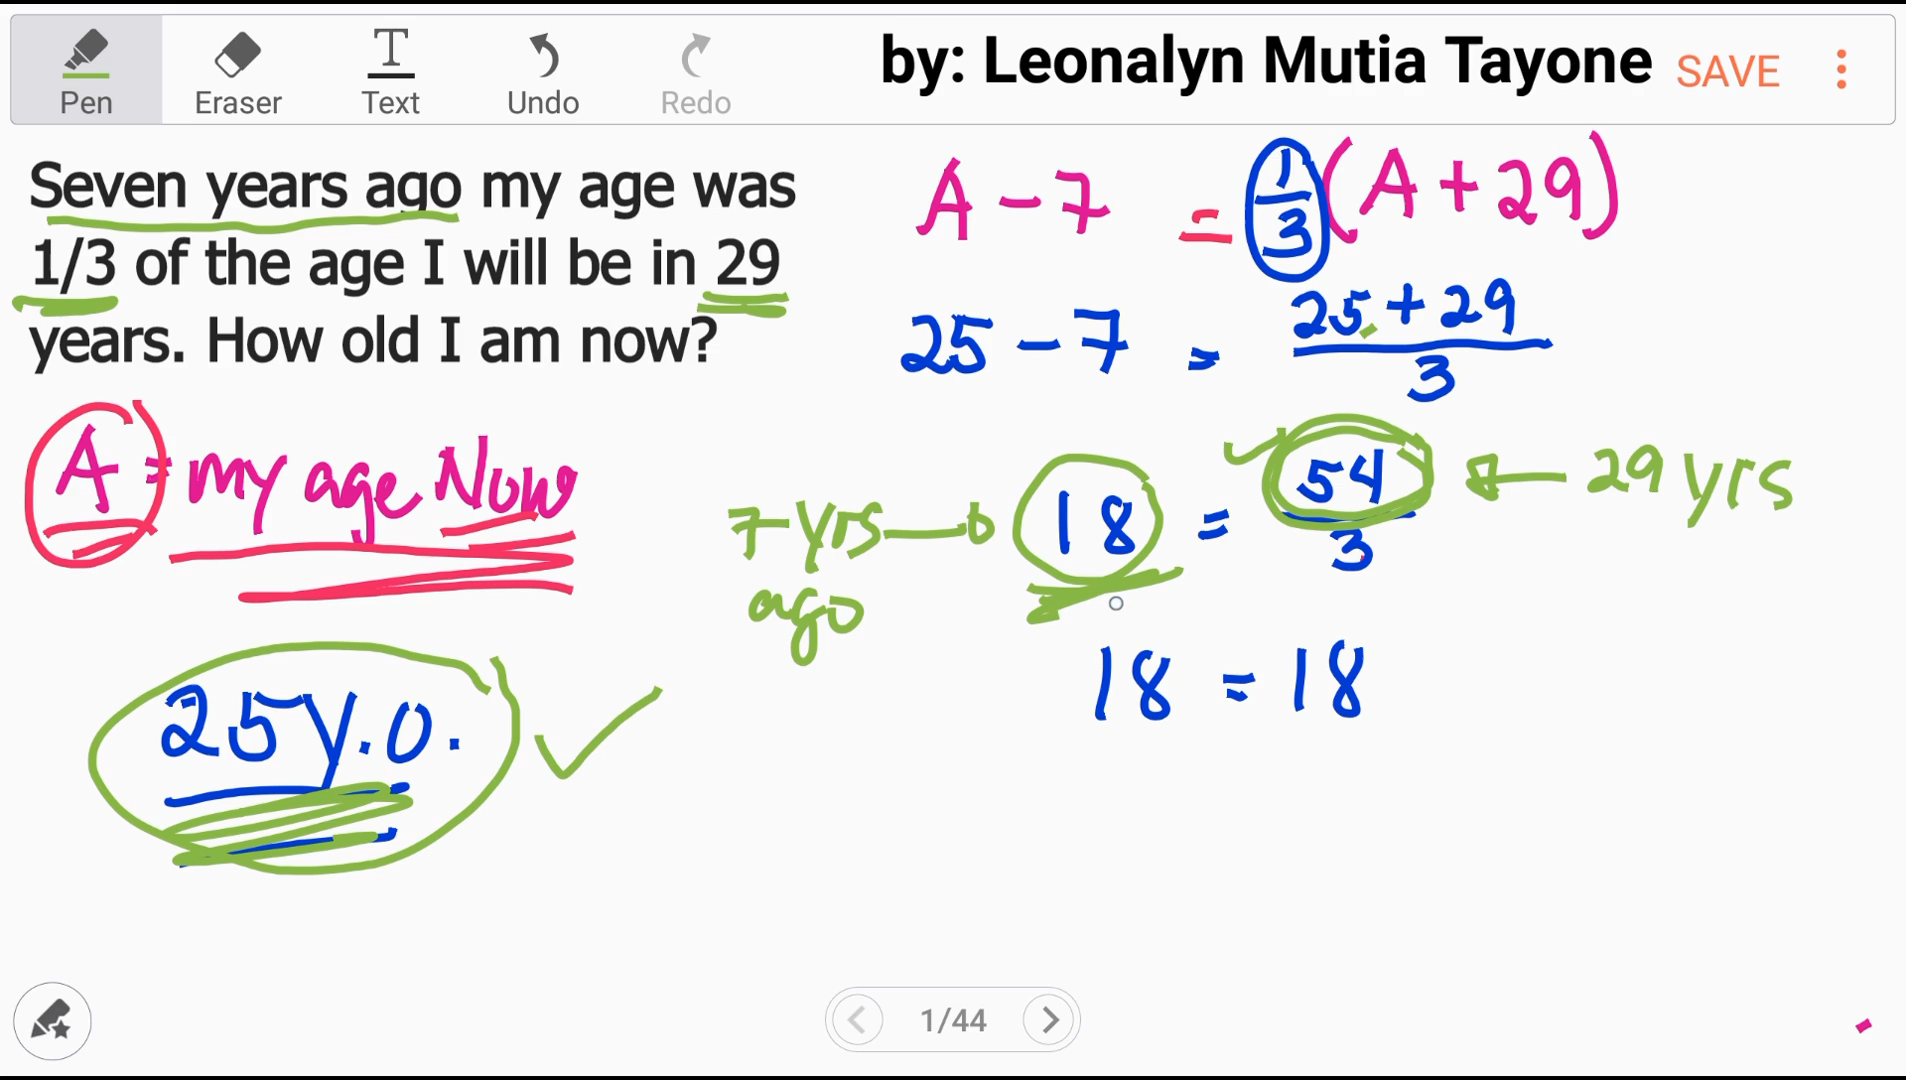 Pen Eraser Text Undo Redo by: Leonalyn Mutia Tayone SAVE
Seven years ago my age was
1/3 of the age I will be in 29
years. How old I am now?
A = my age Now
25 y.o.
A - 7 = 1/3 (A + 29)
25 - 7 = 25 + 29 / 3
7 yrs ago 18 = 54 / 3 29 yrs
18 = 18
1/44